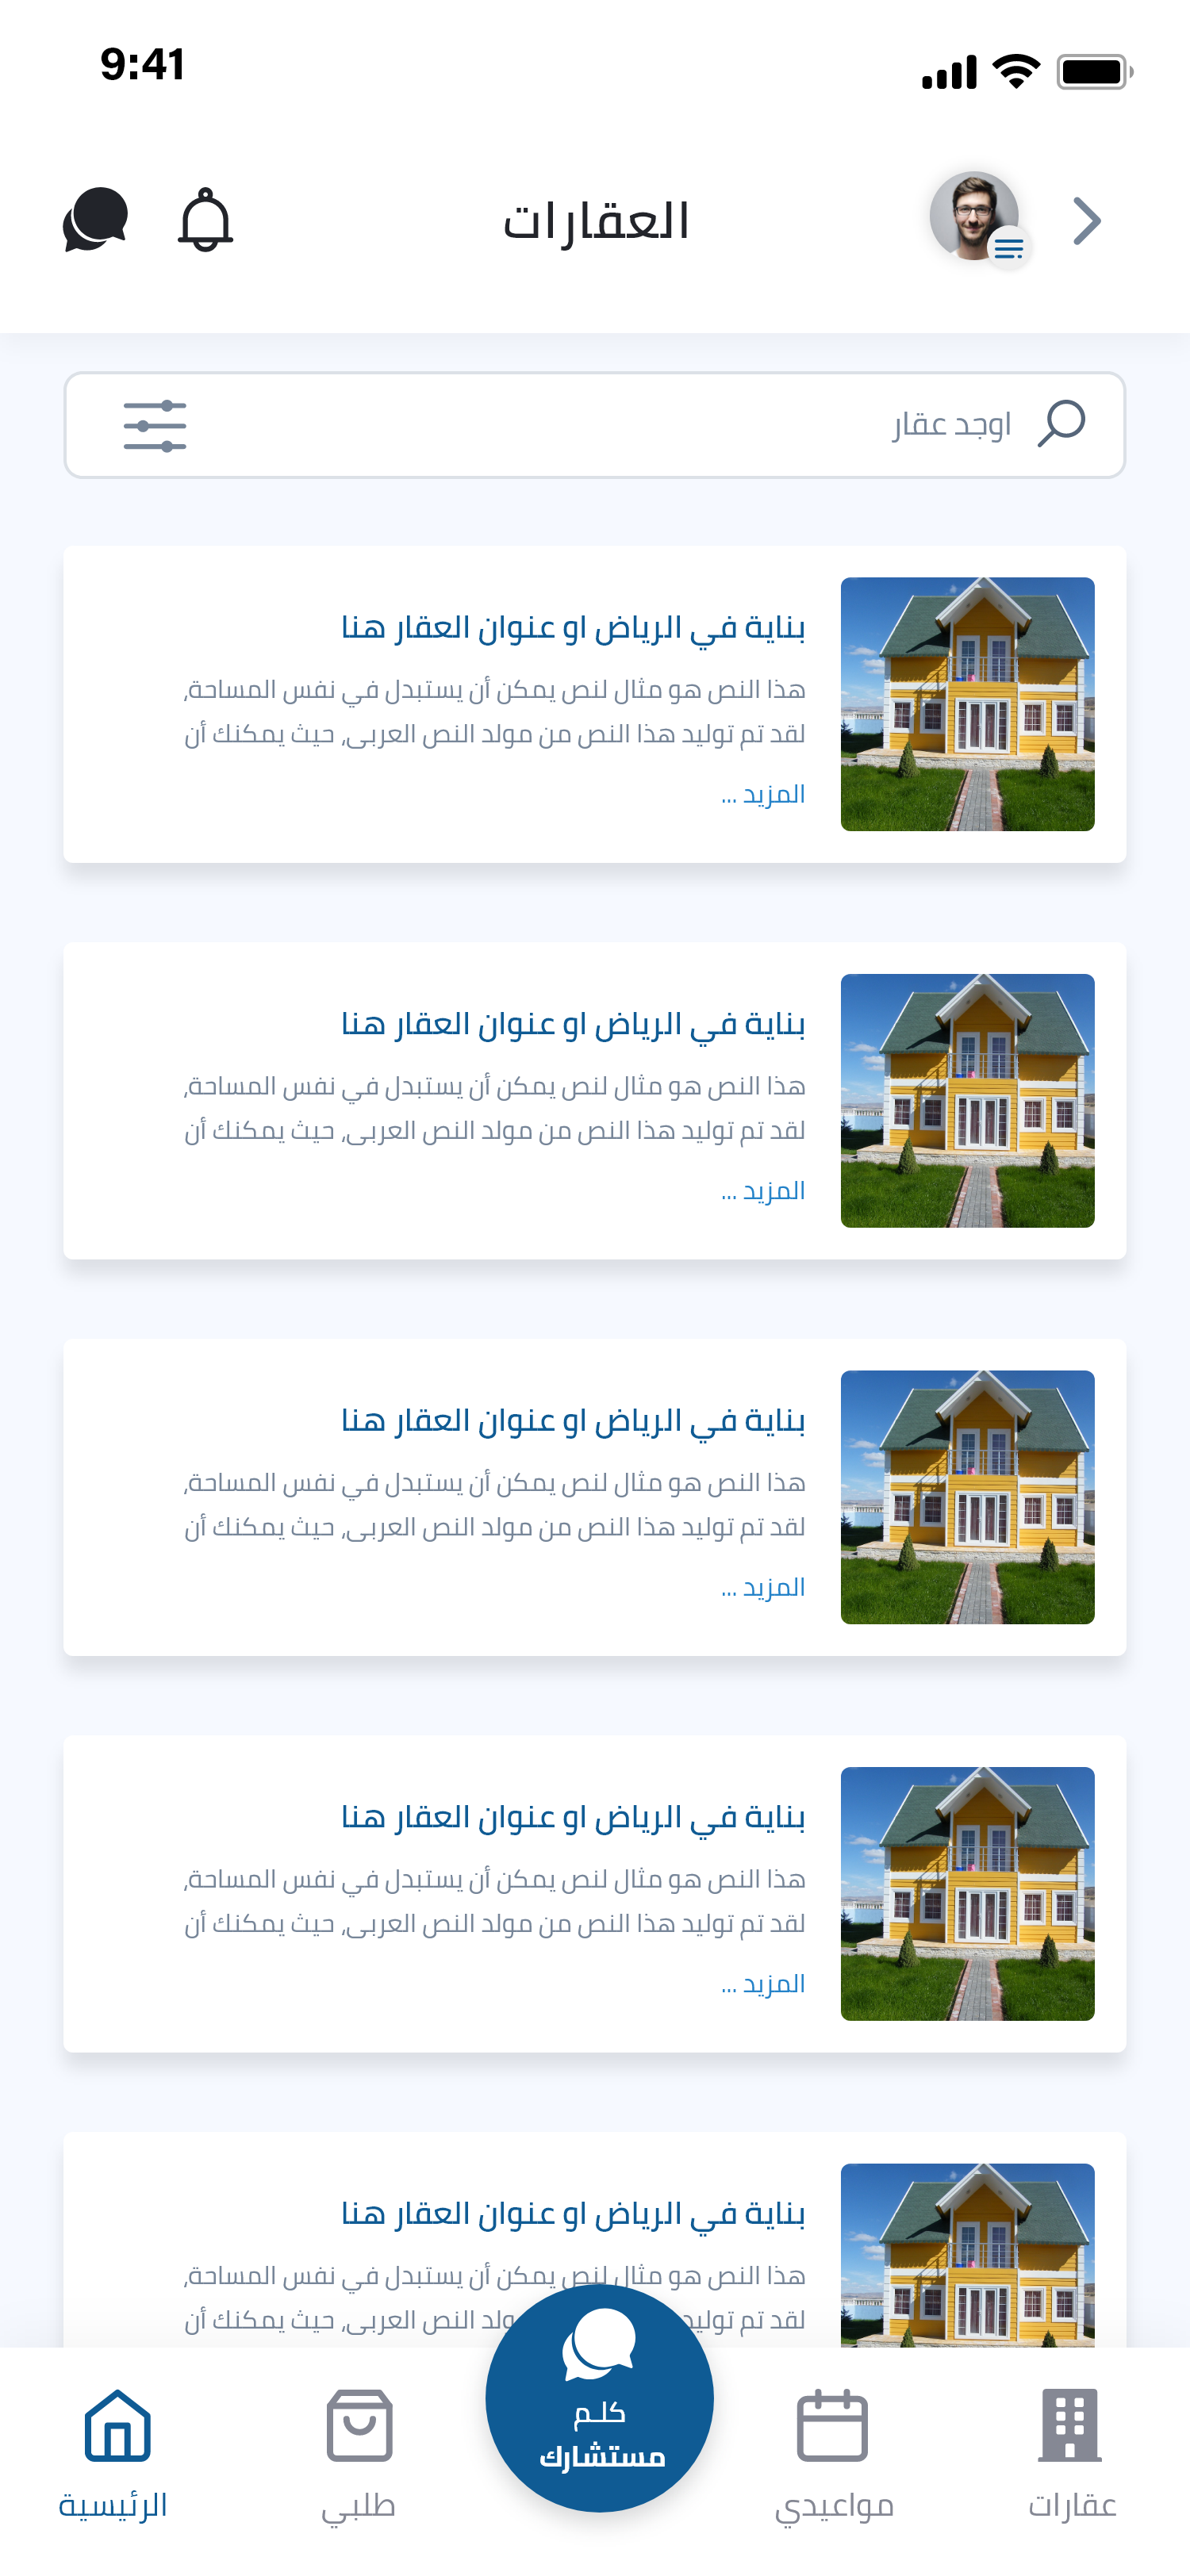 9:41
العقارات
اوجد عقار
بناية في الرياض او عنوان العقار هنا
هذا النص هو مثال لنص يمكن أن يستبدل في نفس المساحة،
لقد تم توليد هذا النص من مولد النص العربى، حيث يمكنك أن
المزيد ...
بناية في الرياض او عنوان العقار هنا
هذا النص هو مثال لنص يمكن أن يستبدل في نفس المساحة،
لقد تم توليد هذا النص من مولد النص العربى، حيث يمكنك أن
المزيد ...
بناية في الرياض او عنوان العقار هنا
هذا النص هو مثال لنص يمكن أن يستبدل في نفس المساحة،
لقد تم توليد هذا النص من مولد النص العربى، حيث يمكنك أن
المزيد ...
بناية في الرياض او عنوان العقار هنا
هذا النص هو مثال لنص يمكن أن يستبدل في نفس المساحة،
لقد تم توليد هذا النص من مولد النص العربى، حيث يمكنك أن
المزيد ...
بناية في الرياض او عنوان العقار هنا
هذا النص هو مثال لنص يمكن أن يستبدل في نفس المساحة،
لقد تم توليد النص العربى، حيث يمكنك أن
كلـم
مستشارك
عقارات
مواعيدي
طلبي
الرئيسية